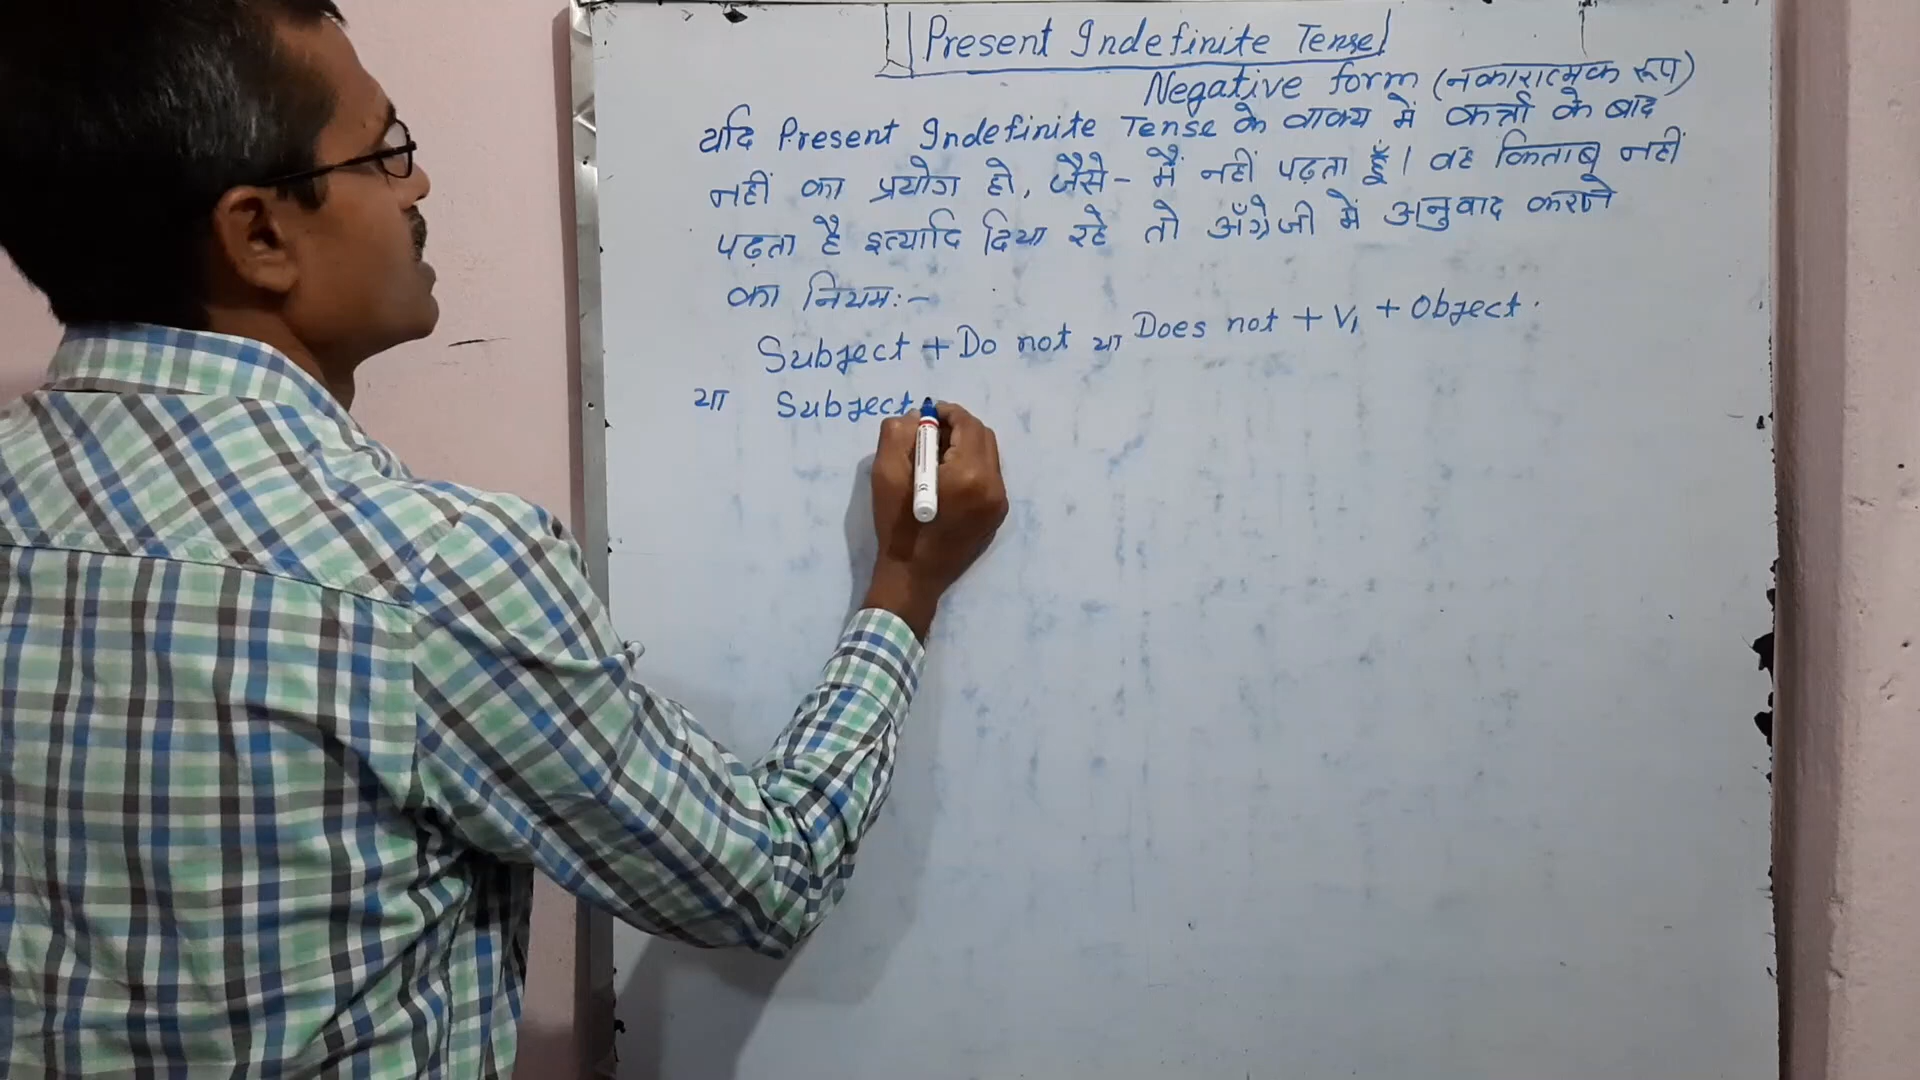 Present Indefinite Tense
Negative form (नकारात्मक रूप)
यदि Present Indefinite Tense के वाक्य में कर्त्ता के बाद
नहीं का प्रयोग हो, जैसे- मैं नहीं पढ़ता हूँ। वह किताब नहीं
पढ़ता है इत्यादि दिया रहे तो अँग्रेजी में अनुवाद करने
का नियम:-
Subject + Do not या Does not + V₁ + Object.
या Subject